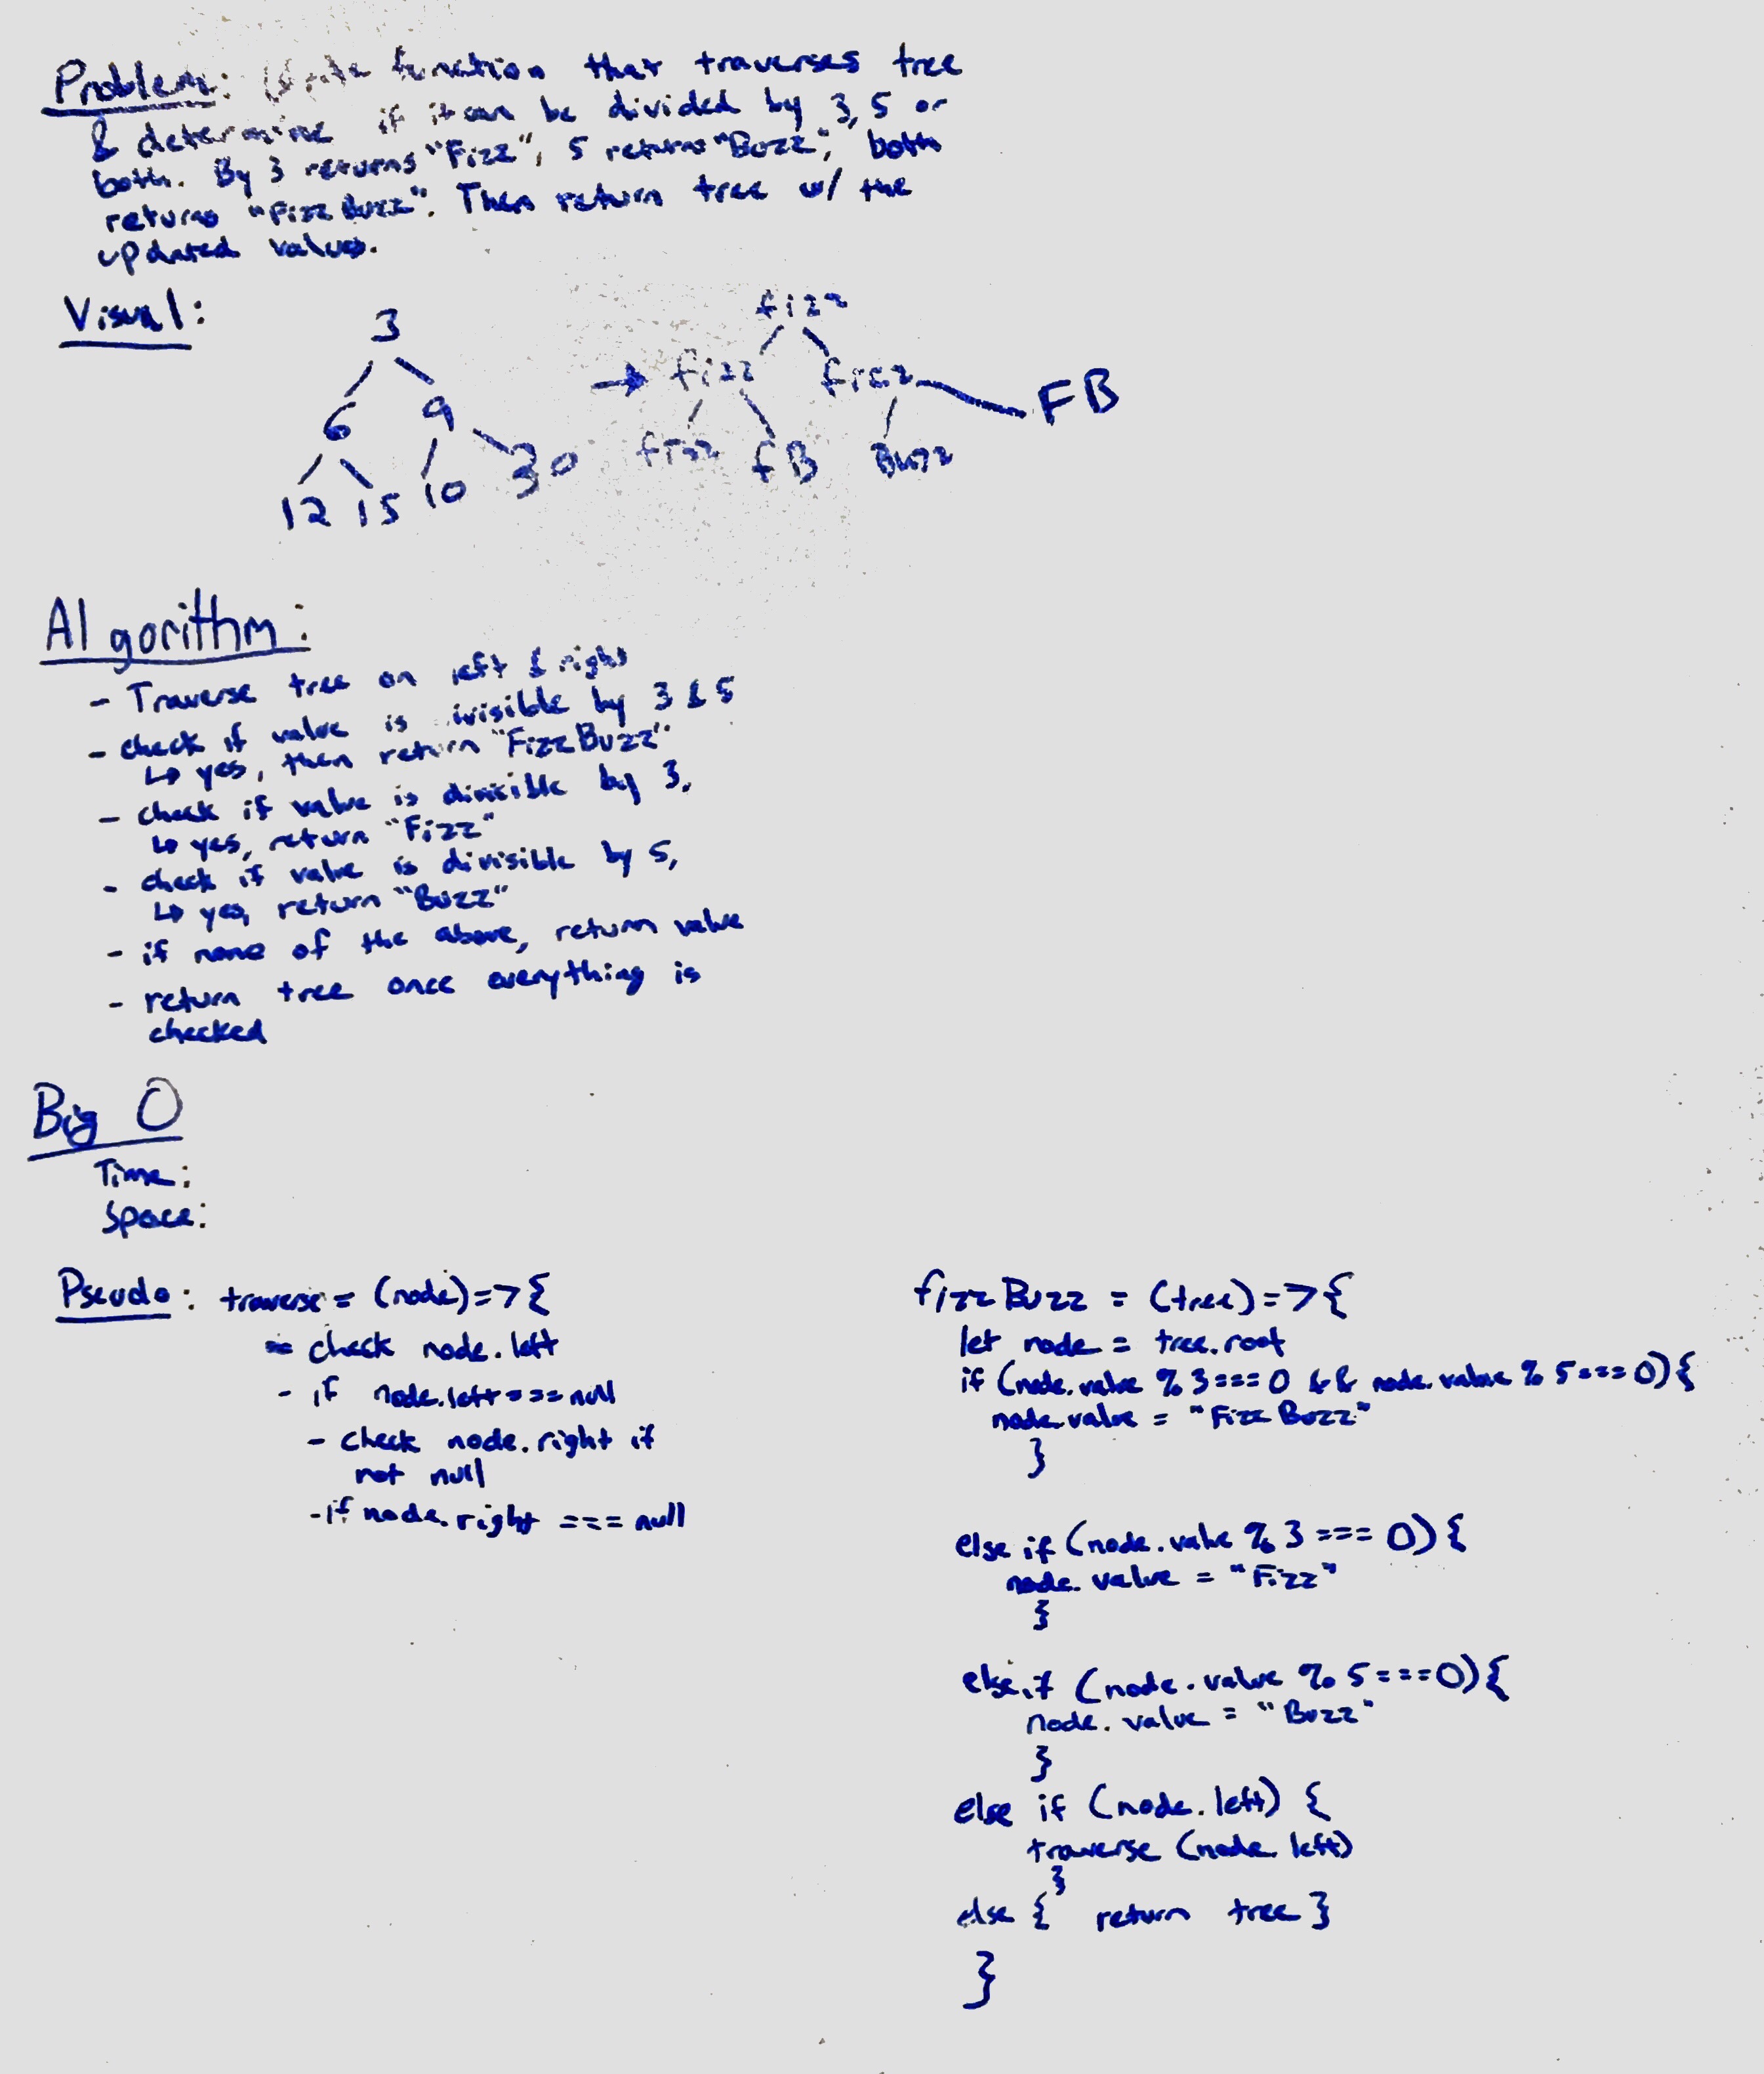 Problem: Write function that traverses tree
& determine if it can be divided by 3, 5 or
both. By 3 returns "Fizz", 5 returns "Buzz", both
returns "FizzBuzz". Then return tree w/ the
updated values.
Visual:
3
6 9
12 15 10 30
→
fizz
fizz fizz
fizz fB Buzz FB
Algorithm:
- Traverse tree on left & right
- check if value is ivisible by 3 & 5
↳ yes, then return "FizzBuzz"
- check if value is divisible by 3,
↳ yes, return "Fizz"
- check if value is divisible by 5,
↳ yes, return "Buzz"
- if none of the above, return value
- return tree once everything is
checked
Big O
Time:
Space:
Pseudo: traverse = (node)=>{
- check node.left
- if node.left === null
- check node.right if
not null
- if node.right === null
fizzBuzz = (tree)=>{
let node = tree.root
if (node.value % 3 === 0 && node.value % 5 === 0){
node.value = "FizzBuzz"
}
else if (node.value % 3 === 0){
node.value = "Fizz"
}
else if (node.value % 5 === 0){
node.value = "Buzz"
}
else if (node.left) {
traverse (node.left)
}
else { return tree }
}